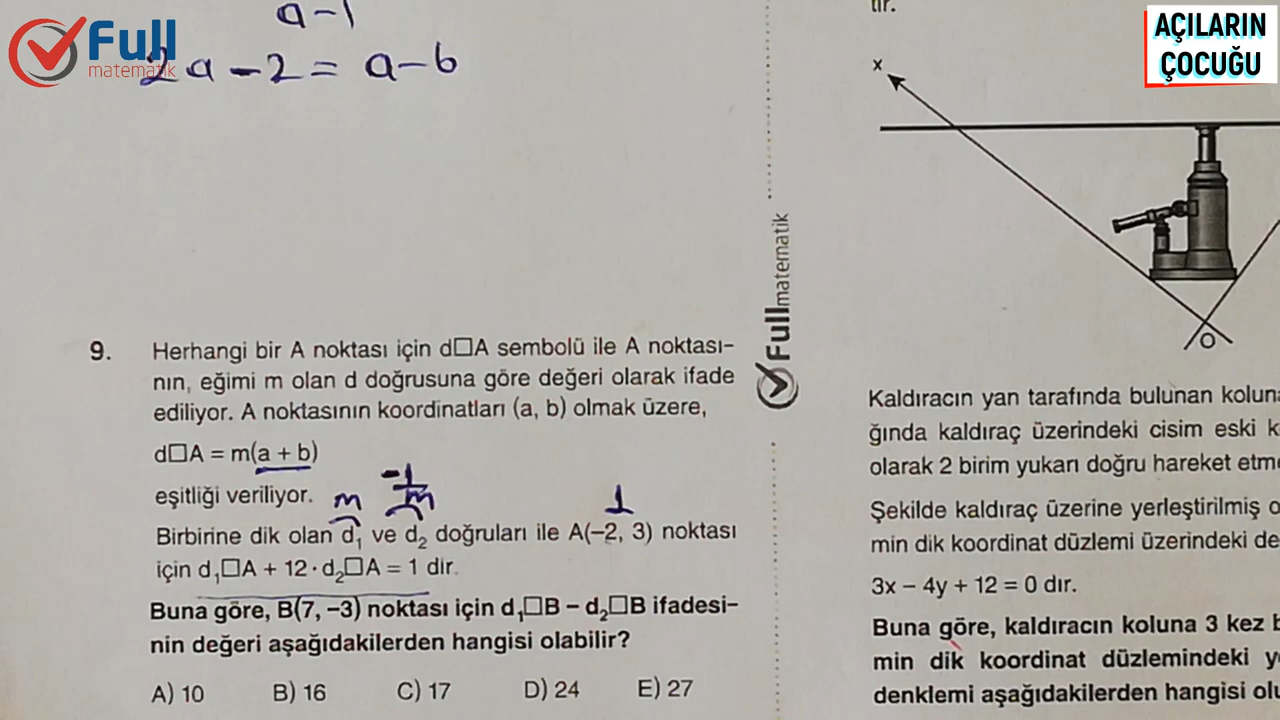 Full
matematik
a-1
2a-2= a-b
9. Herhangi bir A noktası için d□A sembolü ile A noktası-
nın, eğimi m olan d doğrusuna göre değeri olarak ifade
ediliyor. A noktasının koordinatları (a, b) olmak üzere,
d□A = m(a + b)
eşitliği veriliyor.
m
-1/m
1
Birbirine dik olan d₁ ve d₂ doğruları ile A(–2, 3) noktası
için d₁□A + 12 · d₂□A = 1 dir.
Buna göre, B(7, –3) noktası için d₁□B – d₂□B ifadesi-
nin değeri aşağıdakilerden hangisi olabilir?
A) 10 B) 16 C) 17 D) 24 E) 27
Fullmatematik
AÇILARIN
ÇOCUĞU
tir.
x
O
Kaldıracın yan tarafında bulunan kolun
ğında kaldıraç üzerindeki cisim eski k
olarak 2 birim yukarı doğru hareket etm
Şekilde kaldıraç üzerine yerleştirilmiş o
min dik koordinat düzlemi üzerindeki de
3x – 4y + 12 = 0 dır.
Buna göre, kaldıracın koluna 3 kez b
min dik koordinat düzlemindeki y
denklemi aşağıdakilerden hangisi olu